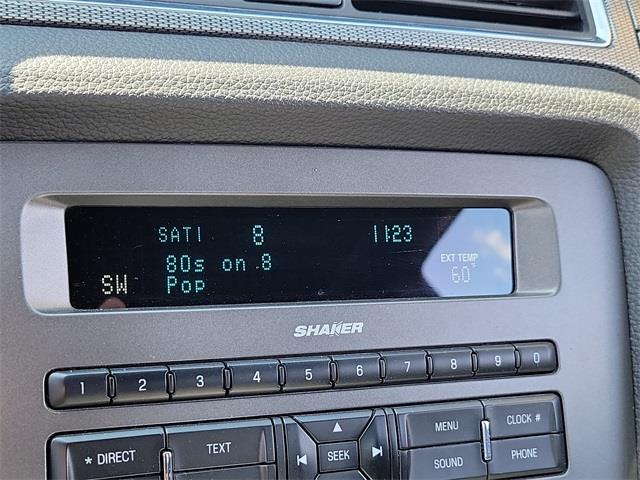 SAT1 8 11:23
80s on 8 EXT TEMP
SW Pop 60°
SHAKER
1 2 3 4 5 6 7 8 9 0
* DIRECT TEXT SEEK MENU CLOCK #
SOUND PHONE